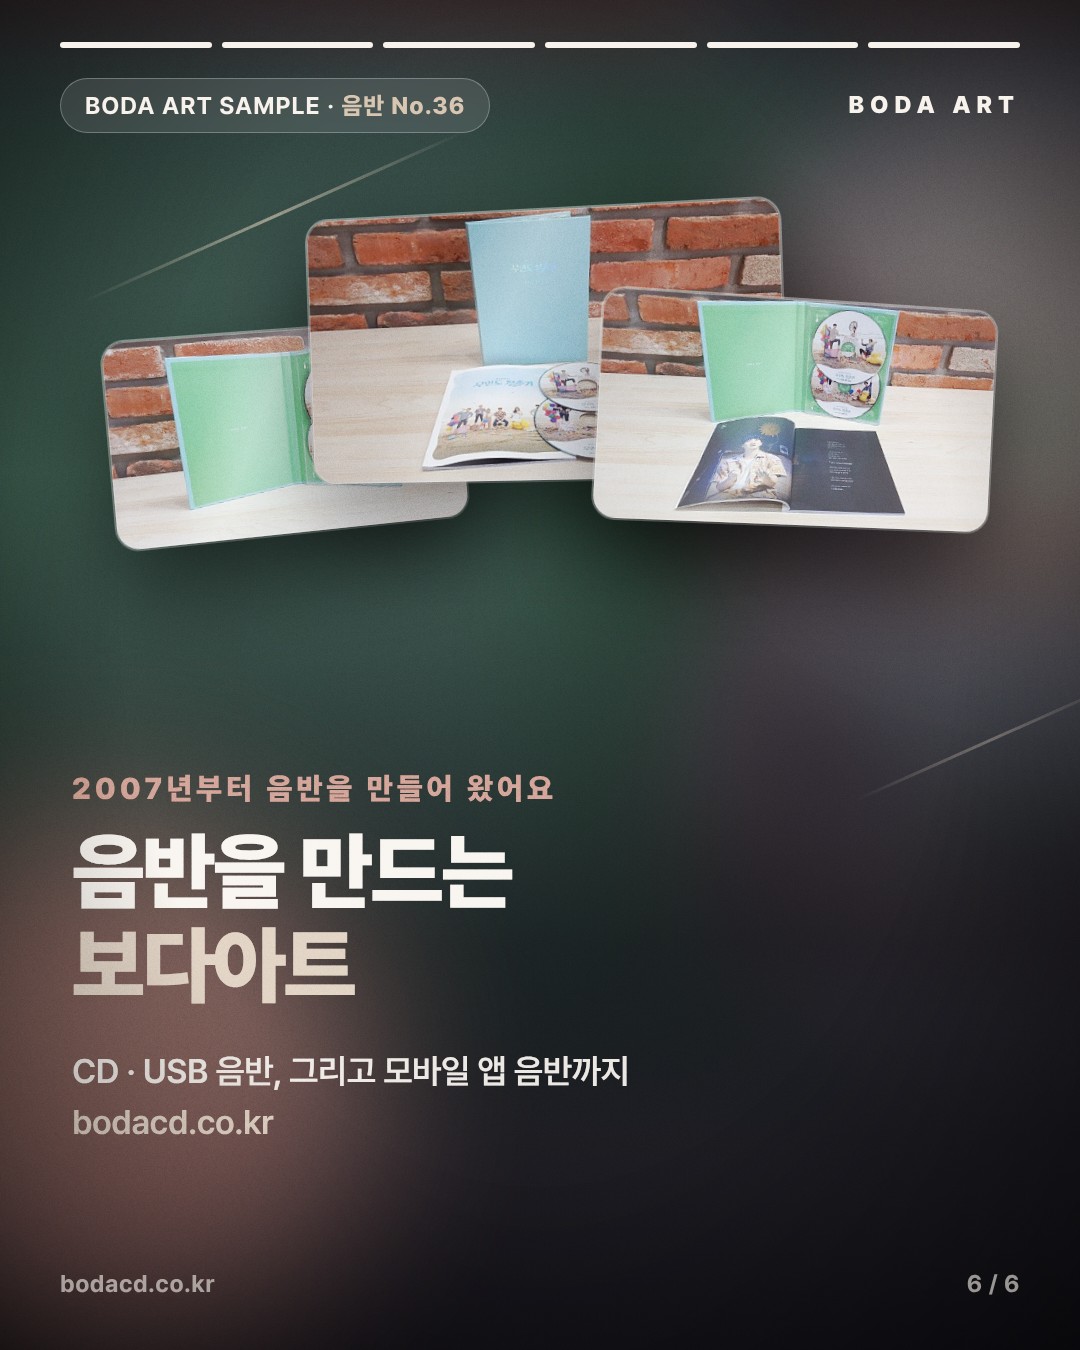 BODA ART SAMPLE · 음반 No.36
BODA ART
2007년부터 음반을 만들어 왔어요
음반을 만드는
보다아트
CD · USB 음반, 그리고 모바일 앱 음반까지
bodacd.co.kr
bodacd.co.kr
6 / 6